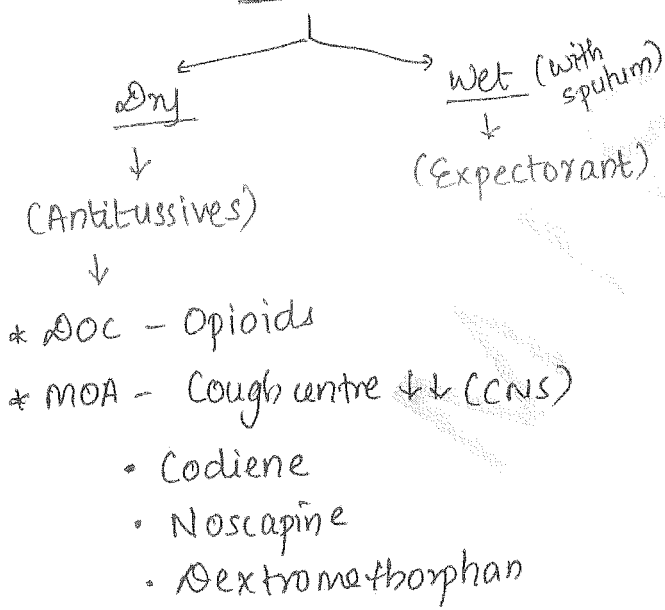 Dry
Wet (with sputum)
(Antitussives)
(Expectorant)
* DOC - Opioids
* MOA - Cough centre ↓↓ (CNS)
• Codiene
• Noscapine
• Dextromethorphan